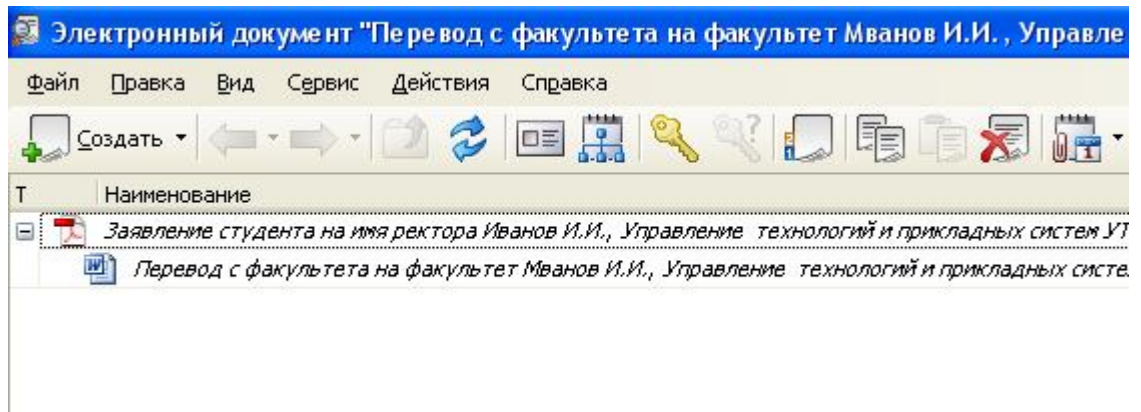 Электронный документ "Перевод с факультета на факультет Мванов И.И., Управле
Файл Правка Вид Сервис Действия Справка
Создать
Т Наименование
Заявление студента на имя ректора Иванов И.И., Управление технологий и прикладных систем УТ
Перевод с факультета на факультет Мванов И.И., Управление технологий и прикладных систе